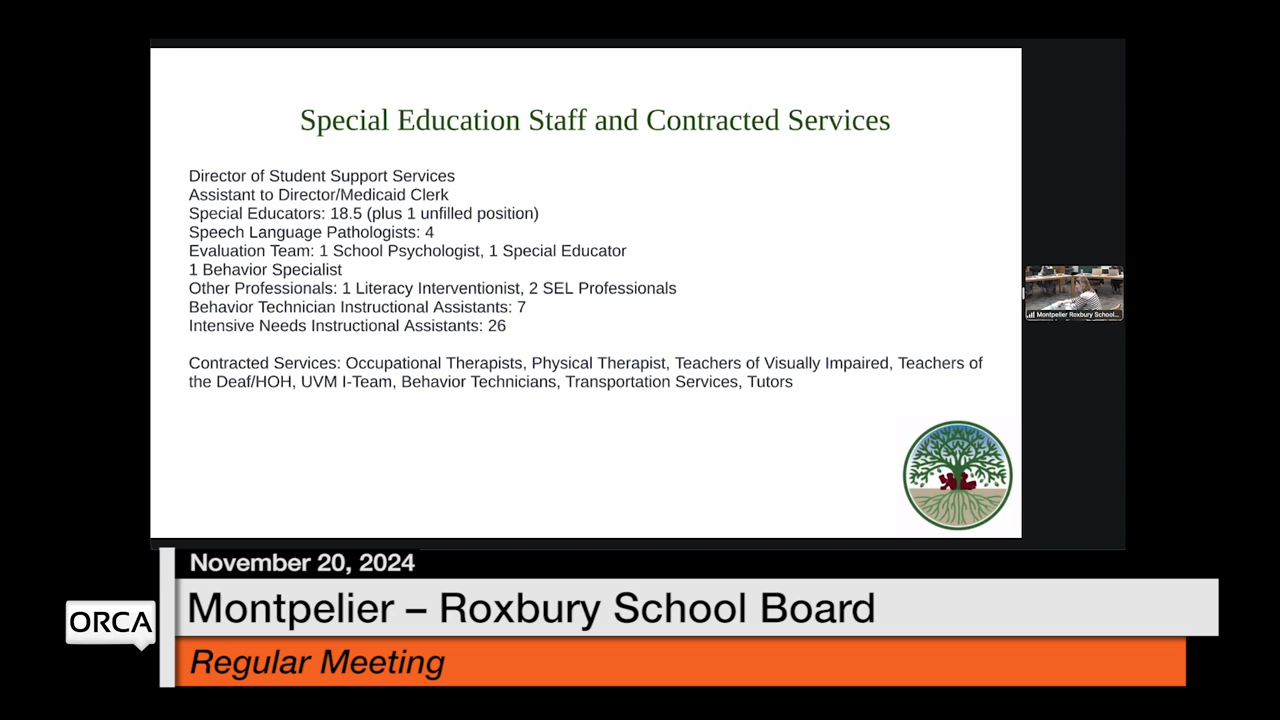 Special Education Staff and Contracted Services
Director of Student Support Services
Assistant to Director/Medicaid Clerk
Special Educators: 18.5 (plus 1 unfilled position)
Speech Language Pathologists: 4
Evaluation Team: 1 School Psychologist, 1 Special Educator
1 Behavior Specialist
Other Professionals: 1 Literacy Interventionist, 2 SEL Professionals
Behavior Technician Instructional Assistants: 7
Intensive Needs Instructional Assistants: 26
Contracted Services: Occupational Therapists, Physical Therapist, Teachers of Visually Impaired, Teachers of
the Deaf/HOH, UVM I-Team, Behavior Technicians, Transportation Services, Tutors
Montpelier Roxbury School...
November 20, 2024
Montpelier – Roxbury School Board
ORCA
Regular Meeting